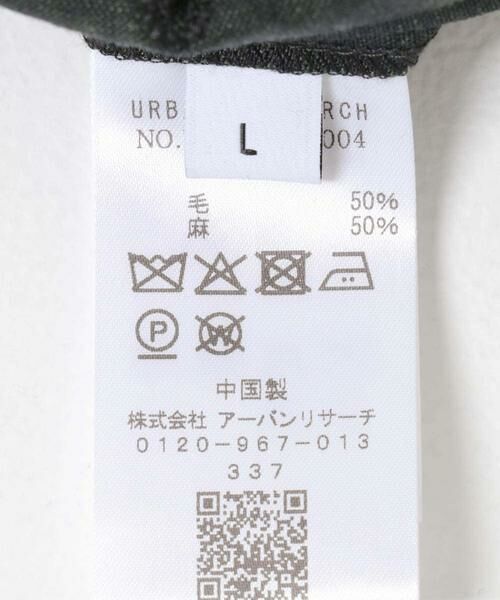 URB RCH
NO. 004
L
毛 50%
麻 50%
P
W
中国製
株式会社 アーバンリサーチ
0120-967-013
337